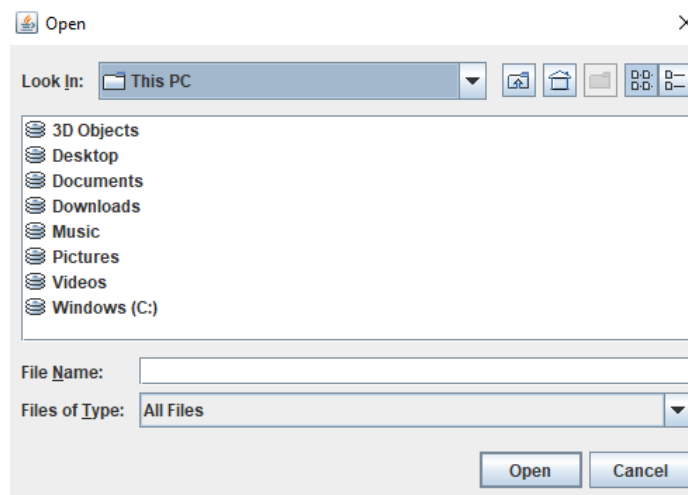 Open
Look In: This PC
3D Objects
Desktop
Documents
Downloads
Music
Pictures
Videos
Windows (C:)
File Name:
Files of Type: All Files
Open Cancel